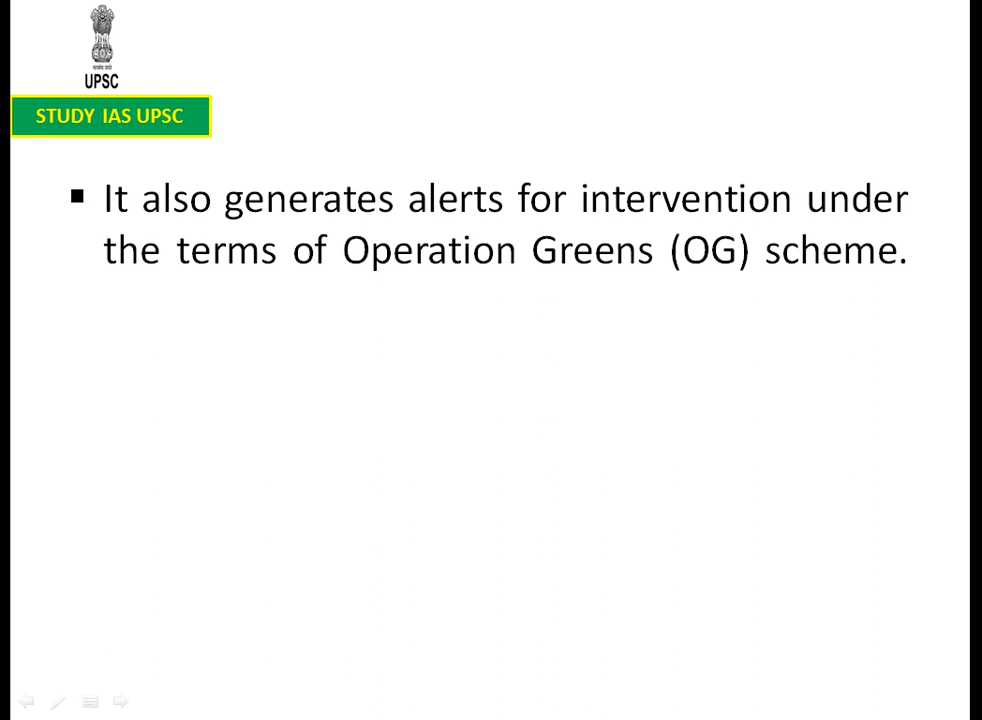 UPSC
STUDY IAS UPSC
▪ It also generates alerts for intervention under
the terms of Operation Greens (OG) scheme.